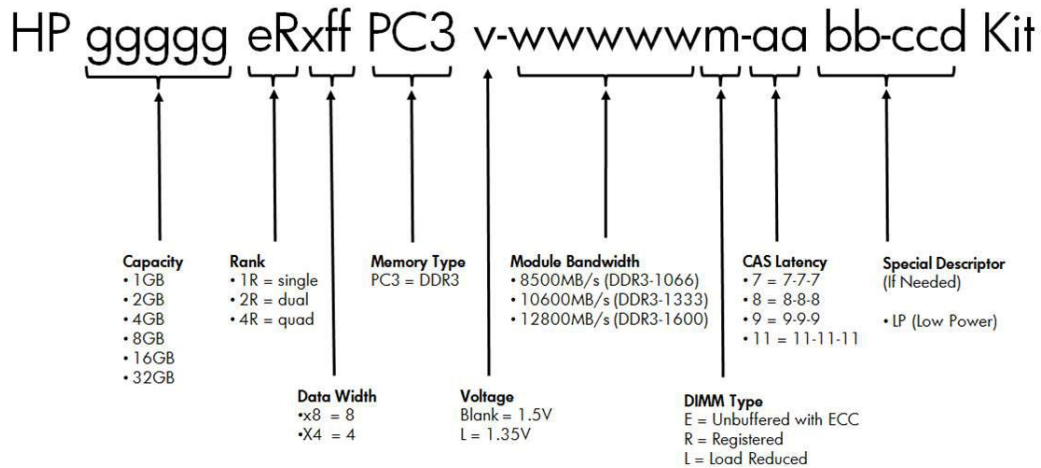 HP ggggg eRxff PC3 v-wwwwwm-aa bb-ccd Kit
Capacity
• 1GB
• 2GB
• 4GB
• 8GB
• 16GB
• 32GB
Rank
• 1R = single
• 2R = dual
• 4R = quad
Memory Type
PC3 = DDR3
Module Bandwidth
• 8500MB/s (DDR3-1066)
• 10600MB/s (DDR3-1333)
• 12800MB/s (DDR3-1600)
CAS Latency
• 7 = 7-7-7
• 8 = 8-8-8
• 9 = 9-9-9
• 11 = 11-11-11
Special Descriptor
(If Needed)
• LP (Low Power)
Data Width
•x8 = 8
•X4 = 4
Voltage
Blank = 1.5V
L = 1.35V
DIMM Type
E = Unbuffered with ECC
R = Registered
L = Load Reduced